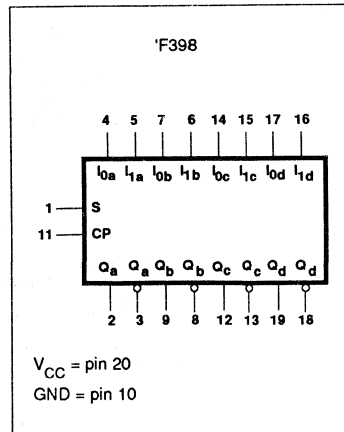 'F398
4 5 7 6 14 15 17 16
I0a I1a I0b I1b I0c I1c I0d I1d
1 S
11 CP
Qa Qa Qb Qb Qc Qc Qd Qd
2 3 9 8 12 13 19 18
VCC = pin 20
GND = pin 10